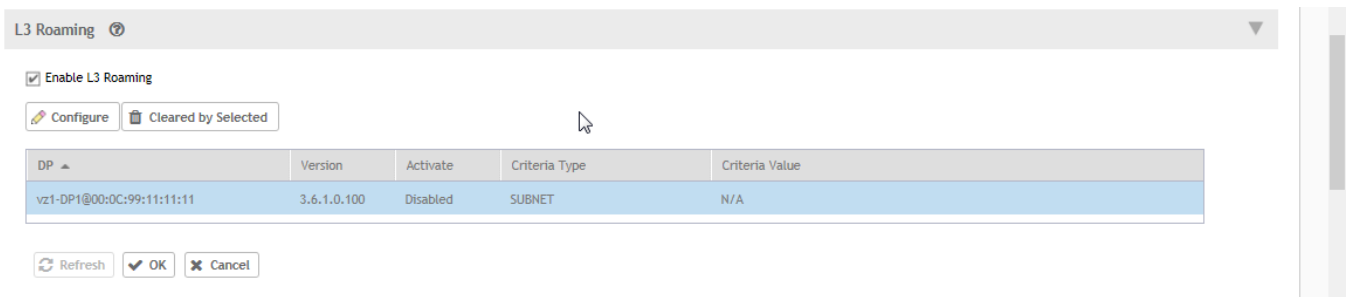 L3 Roaming ?
Enable L3 Roaming
Configure Cleared by Selected
DP Version Activate Criteria Type Criteria Value
vz1-DP1@00:0C:99:11:11:11 3.6.1.0.100 Disabled SUBNET N/A
Refresh OK Cancel